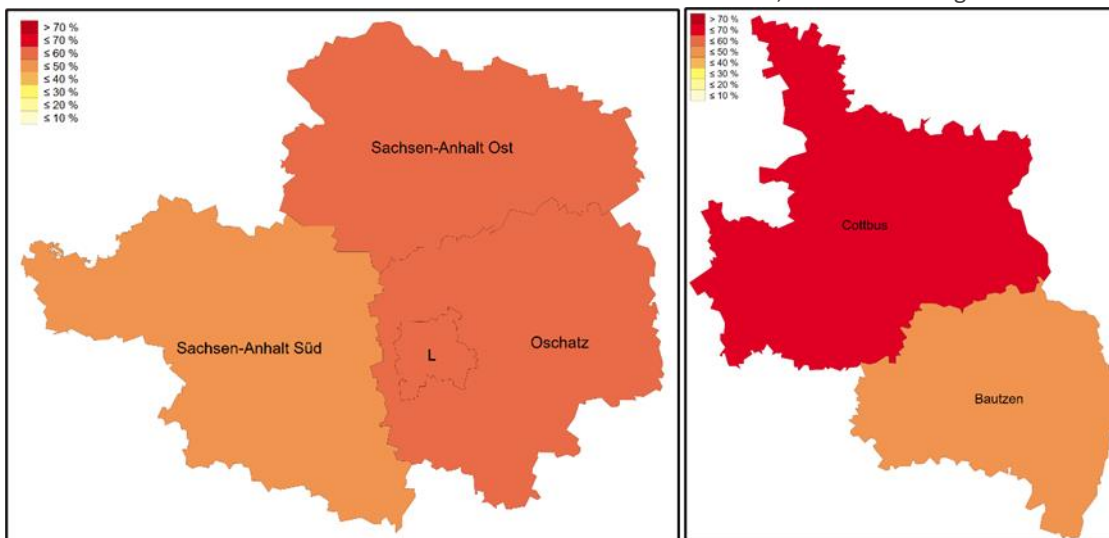 > 70 %
≤ 70 %
≤ 60 %
≤ 50 %
≤ 40 %
≤ 30 %
≤ 20 %
≤ 10 %
Sachsen-Anhalt Ost
Sachsen-Anhalt Süd
L
Oschatz
> 70 %
≤ 70 %
≤ 60 %
≤ 50 %
≤ 40 %
≤ 30 %
≤ 20 %
≤ 10 %
Cottbus
Bautzen